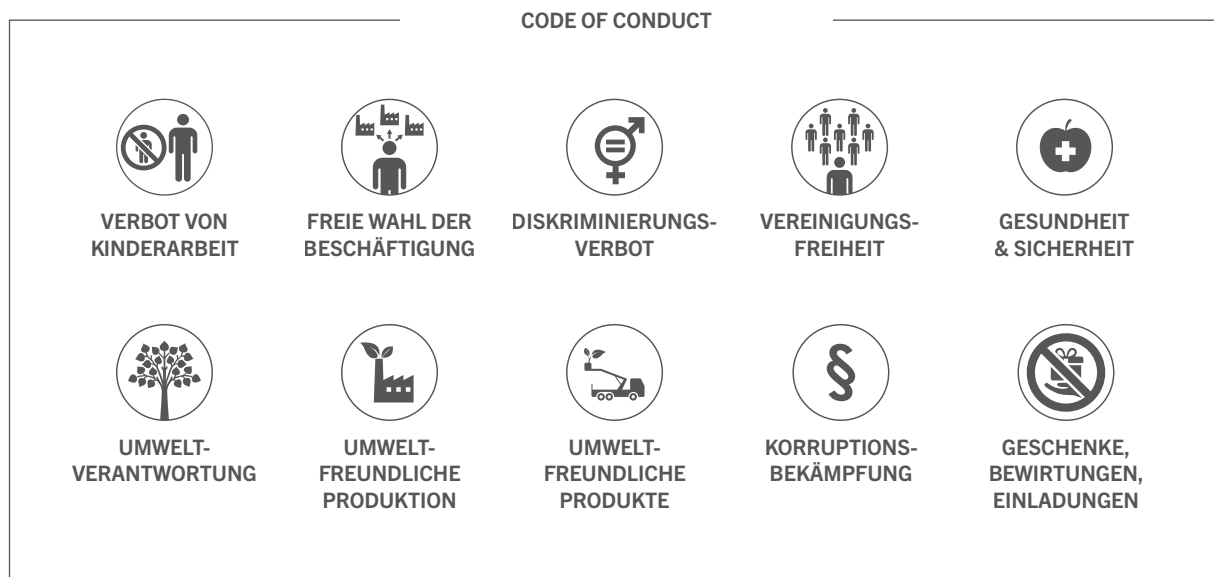 CODE OF CONDUCT
VERBOT VON
KINDERARBEIT
FREIE WAHL DER
BESCHÄFTIGUNG
DISKRIMINIERUNGS-
VERBOT
VEREINIGUNGS-
FREIHEIT
GESUNDHEIT
& SICHERHEIT
UMWELT-
VERANTWORTUNG
UMWELT-
FREUNDLICHE
PRODUKTION
UMWELT-
FREUNDLICHE
PRODUKTE
§
KORRUPTIONS-
BEKÄMPFUNG
GESCHENKE,
BEWIRTUNGEN,
EINLADUNGEN